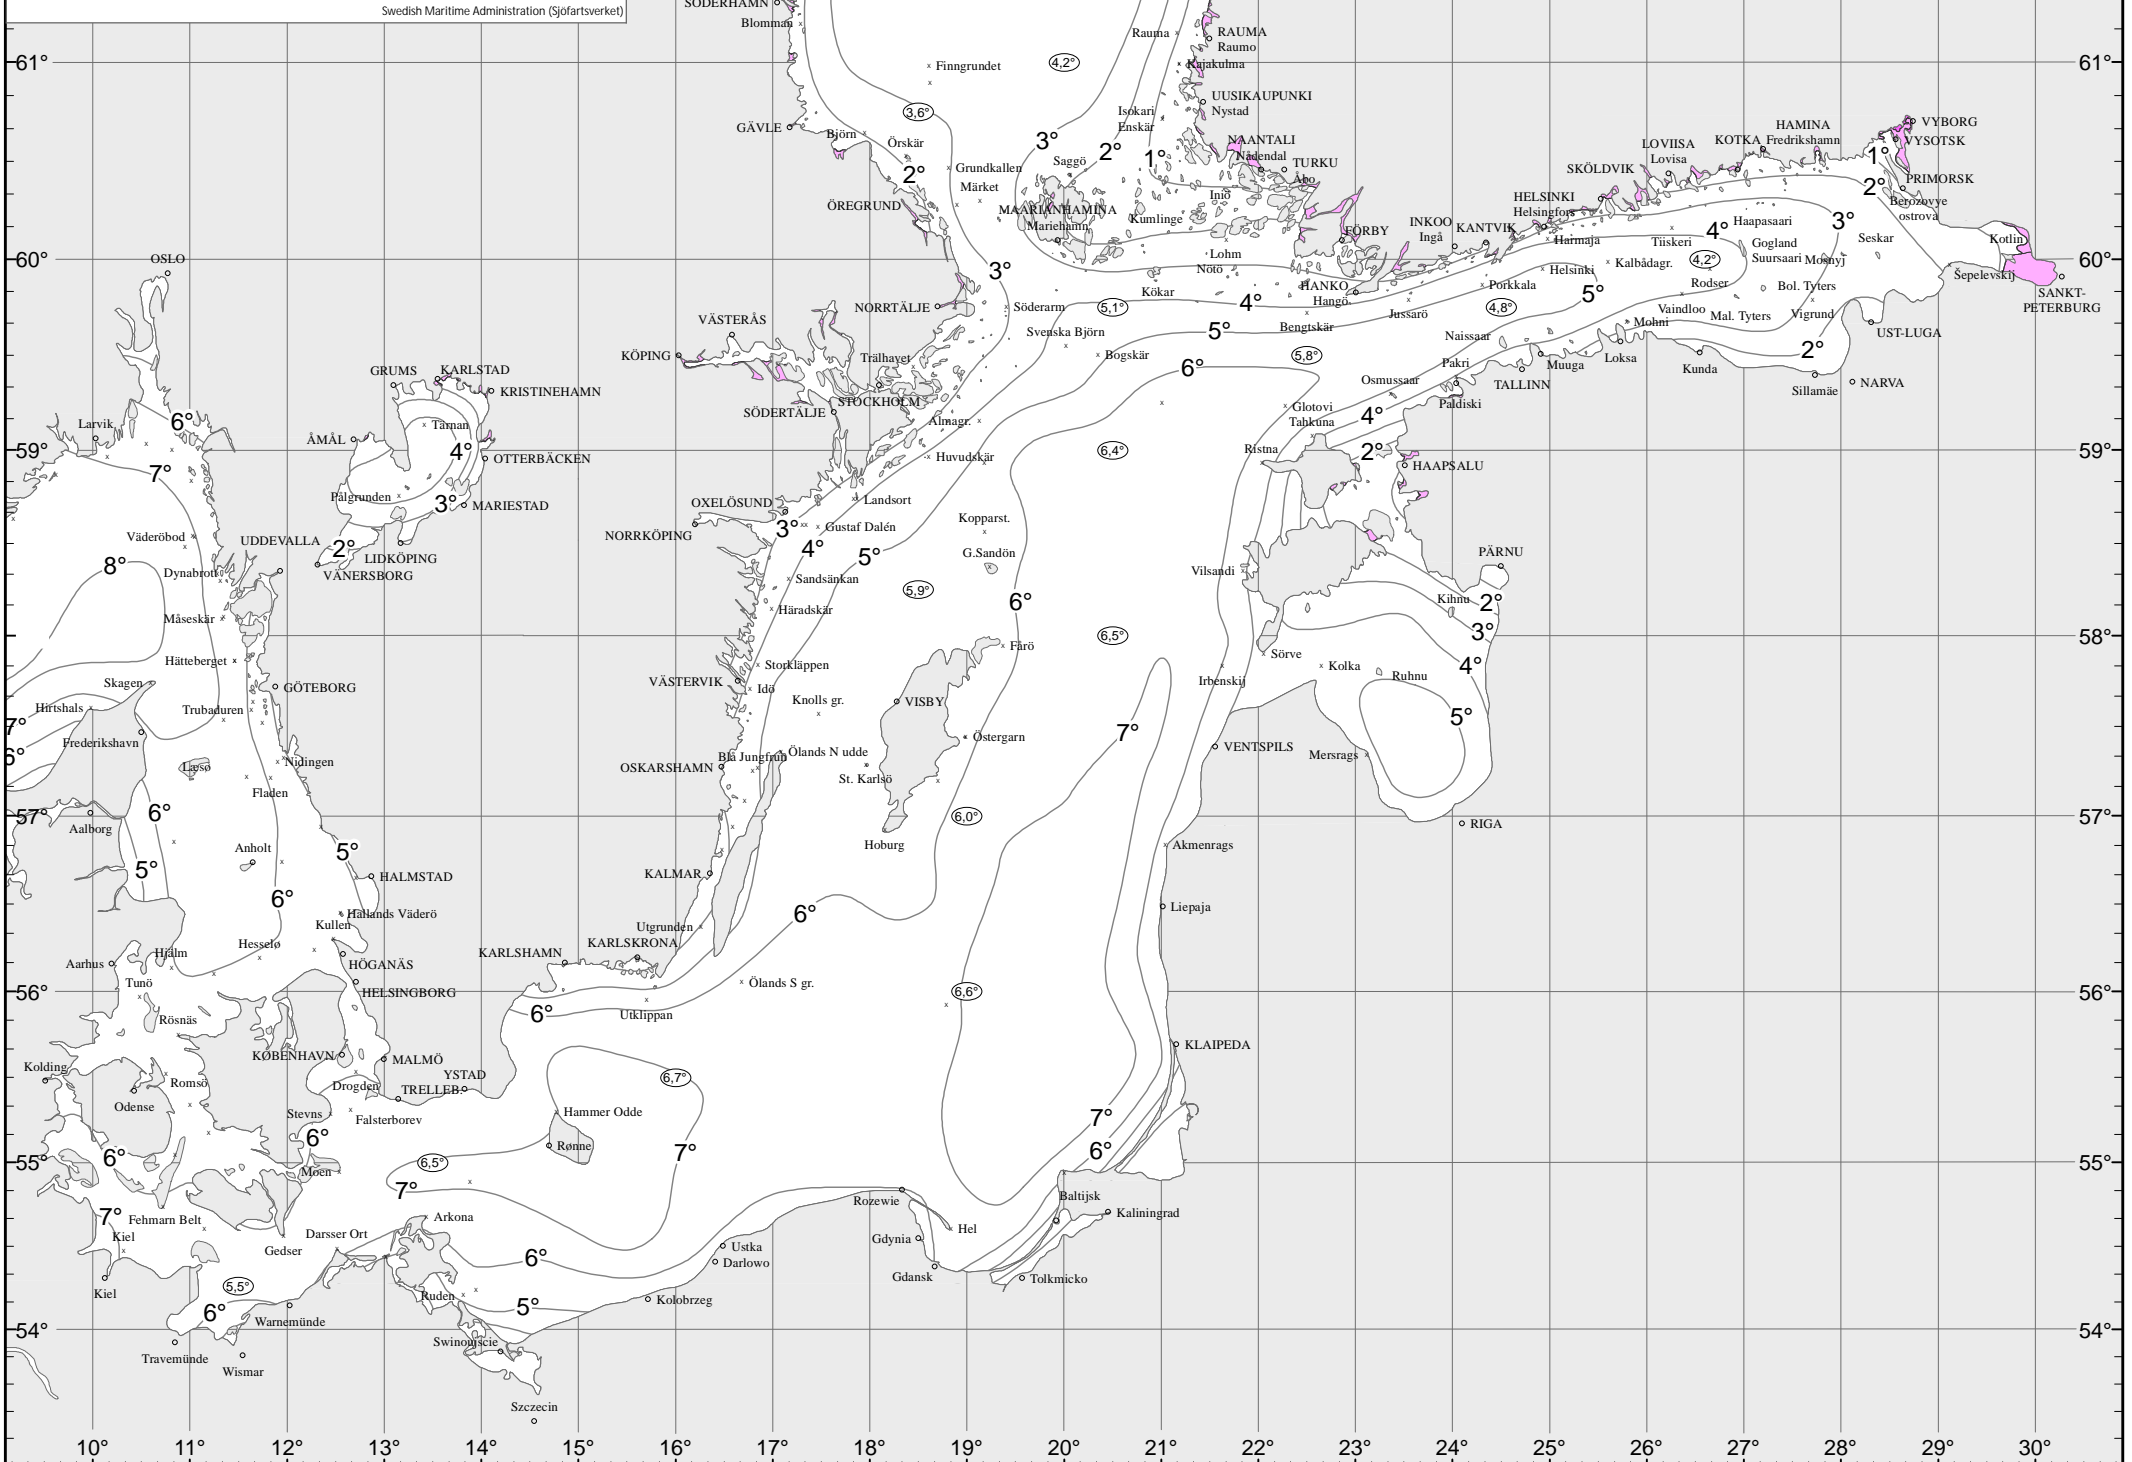 Swedish Maritime Administration (Sjöfartsverket)
SÖDERHAMN
Blomman
Rauma
RAUMA
Raumo
61°
Finngrundet
4,2°
Kajakulma
61°
3,6°
Isokari
Enskär
UUSIKAUPUNKI
Nystad
GÄVLE
Björn
Örskär
3°
2°
1°
NAANTALI
Nådendal
TURKU
Åbo
LOVIISA
Lovisa
KOTKA
HAMINA
Fredrikshamn
VYBORG
VYSOTSK
1°
2°
Grundkallen
Saggö
SKÖLDVIK
PRIMORSK
2°
Märket
Iniö
HELSINKI
Helsingfors
Berozovye
ostrova
ÖREGRUND
MAARIANHAMINA
Mariehamn
Kumlinge
FÖRBY
INKOO
Ingå
KANTVIK
Harmaja
Tiiskeri
4°
Haapasaari
3°
Seskar
Kotlin
OSLO
60°
3°
Lohm
Nötö
Helsinki
Kalbådagr.
4,2°
Gogland
Suursaari
Mosnyj
60°
Šepelevskij
Kökar
HANKO
Hangö
Porkkala
5°
Rodser
Bol. Tyters
SANKT-
PETERBURG
NORRTÄLJE
Söderarm
5,1°
4°
Jussarö
4,8°
Vaindloo
Mal. Tyters
Vigrund
VÄSTERÅS
Svenska Björn
5°
Bengtskär
Naissaar
Mohni
UST-LUGA
KÖPING
Trälhavet
Bogskär
5,8°
Pakri
Muuga
Loksa
2°
GRUMS
KARLSTAD
KRISTINEHAMN
6°
Osmussaar
TALLINN
Kunda
Sillamäe
NARVA
SÖDERTÄLJE
STOCKHOLM
Glotovi
Tahkuna
Paldiski
6°
Larvik
Tärnan
Almagr.
4°
59°
ÅMÅL
4°
OTTERBÄCKEN
Huvudskär
6,4°
Ristna
2°
HAAPSALU
59°
7°
Pålgrunden
3°
MARIESTAD
OXELÖSUND
Landsort
3°
Gustaf Dalén
Kopparst.
Väderöbod
UDDEVALLA
2°
LIDKÖPING
NORRKÖPING
4°
5°
G.Sandön
PÄRNU
8°
Dynabrott
VÄNERSBORG
Sandsänkan
5,9°
Vilsandi
Måseskär
Häradskär
6°
Kihnu
2°
6,5°
3°
58°
Hätteberget
Storkläppen
Fårö
Sörve
Kolka
4°
Skagen
GÖTEBORG
VÄSTERVIK
Idö
Irbenskij
Ruhnu
Hirtshals
Trubaduren
Knolls gr.
VISBY
7°
Frederikshavn
Östergarn
7°
5°
6°
Læsø
Nidingen
Blå Jungfrun
Ölands N udde
VENTSPILS
Mersrags
OSKARSHAMN
St. Karlsö
Fladen
57°
6°
6,0°
57°
Aalborg
RIGA
Anholt
5°
Hoburg
Akmenrags
5°
HALMSTAD
KALMAR
6°
Hallands Väderö
Kullen
6°
Liepaja
Utgrunden
Hesselø
Hjälm
Aarhus
HÖGANÄS
KARLSHAMN
KARLSKRONA
Tunö
HELSINGBORG
Ölands S gr.
56°
6,6°
56°
Rösnäs
6°
Utklippan
KØBENHAVN
MALMÖ
KLAIPEDA
Kolding
Romsö
YSTAD
6,7°
Drogden
TRELLEB.
Odense
Stevns
Falsterborev
Hammer Odde
7°
6°
Rønne
7°
6°
55°
6°
Moen
6,5°
55°
7°
Baltijsk
7°
Fehmarn Belt
Arkona
Rozewie
Kaliningrad
Kiel
Gedser
Darsser Ort
Hel
6°
Ustka
Gdynia
Darlowo
5,5°
Gdansk
Tolkmicko
Kiel
Ruden
Kolobrzeg
6°
5°
Warnemünde
54°
Swinoujscie
54°
Travemünde
Wismar
Szczecin
10° 11° 12° 13° 14° 15° 16° 17° 18° 19° 20° 21° 22° 23° 24° 25° 26° 27° 28° 29° 30°